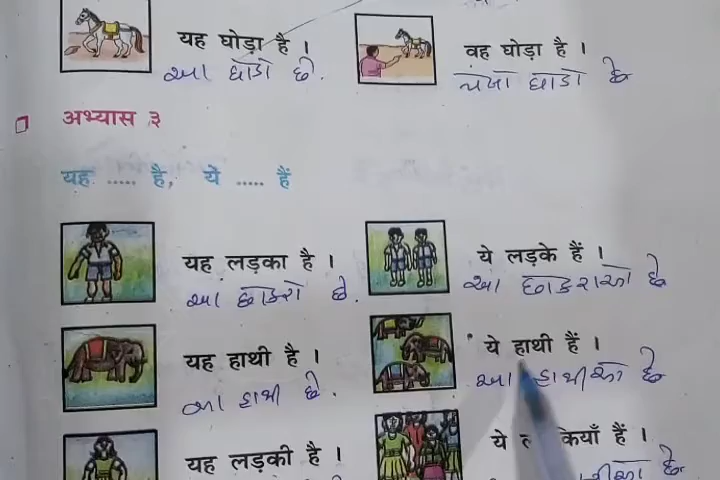 यह घोड़ा है । वह घोड़ा है ।
આ ઘોડો છે. પેલો ઘોડો છે
अभ्यास ३
यह ..... है, ये ..... हैं
यह लड़का है । ये लड़के हैं ।
આ છોકરો છે. આ છોકરાઓ છે
यह हाथी है । ये हाथी हैं ।
આ હાથી છે. આ હાથીઓ છે
यह लड़की है । ये हैं ।
છે